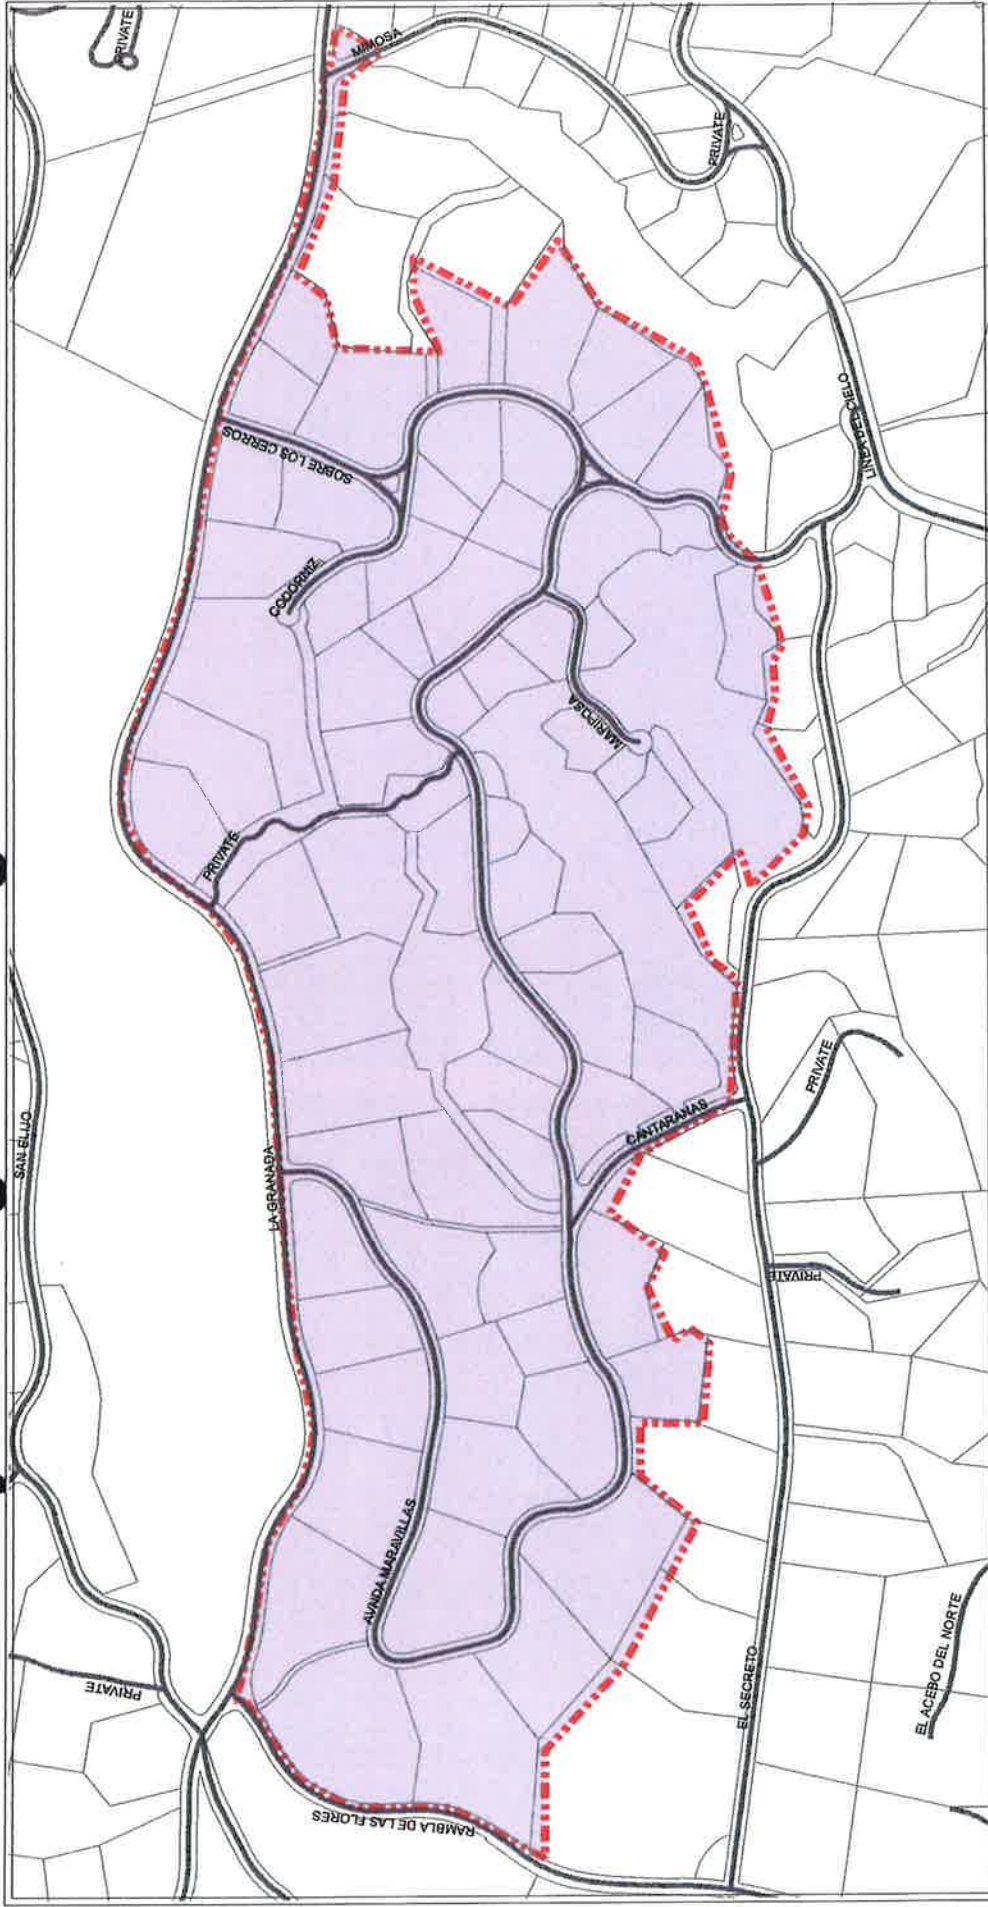 PRIVATE
MIMOSA
PRIVATE
LINEA DEL CIELO
SOBRE LOS CERROS
CODORNIZ
MARIPOSA
PRIVATE
SAN ELIJO
LA GRANADA
CANTARANAS
PRIVATE
PRIVATE
AVNDA MARAVILLAS
PRIVATE
RAMBLA DE LAS FLORES
EL SECRETO
EL ACEBO DEL NORTE